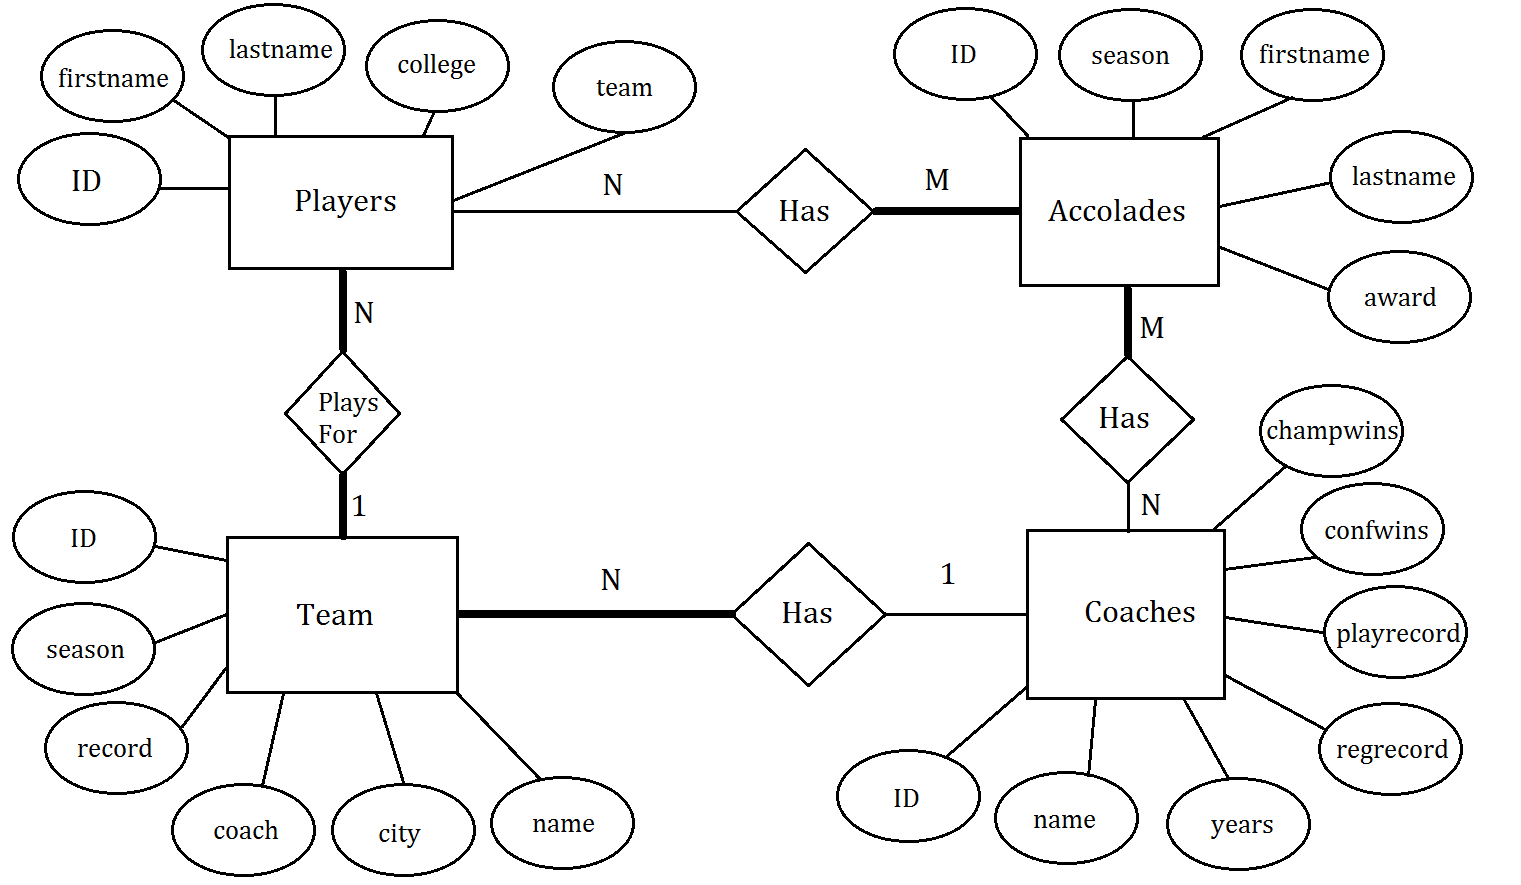 firstname
lastname
college
team
ID
season
firstname
ID
Players
N
Has
M
Accolades
lastname
award
N
M
Plays
For
Has
champwins
1
N
confwins
ID
season
record
Team
N
Has
1
Coaches
playrecord
regrecord
coach
city
name
ID
name
years